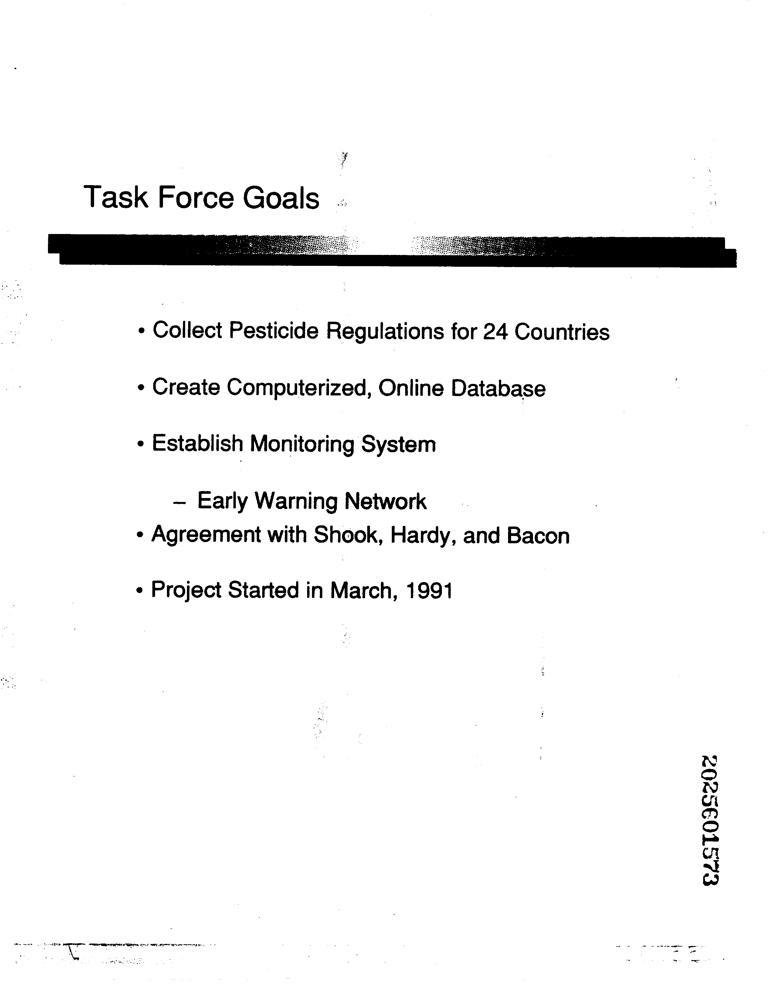 Task Force Goals
• Collect Pesticide Regulations for 24 Countries
• Create Computerized, Online Database
• Establish Monitoring System
– Early Warning Network
• Agreement with Shook, Hardy, and Bacon
• Project Started in March, 1991
2025601573